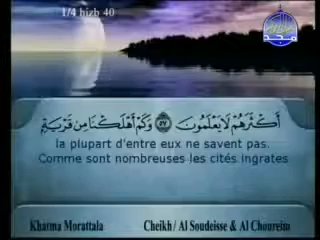 1/4 hizb 40
أَكْثَرَهُمْ لَا يَعْلَمُونَ ٥٧ وَكَمْ أَهْلَكْنَا مِن قَرْيَةٍ
la plupart d'entre eux ne savent pas.
Comme sont nombreuses les cités ingrates
Khatma Morattala
Cheikh / Al Soudeisse & Al Choureim